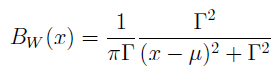 B_W(x) = \frac{1}{\pi\Gamma} \frac{\Gamma^2}{(x - \mu)^2 + \Gamma^2}